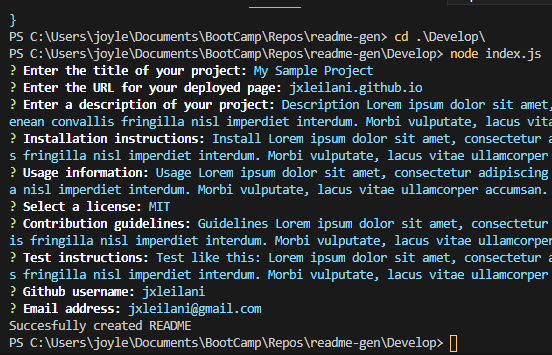 }
PS C:\Users\joyle\Documents\BootCamp\Repos\readme-gen> cd .\Develop\
PS C:\Users\joyle\Documents\BootCamp\Repos\readme-gen\Develop> node index.js
? Enter the title of your project: My Sample Project
? Enter the URL for your deployed page: jxleilani.github.io
? Enter a description of your project: Description Lorem ipsum dolor sit amet,
enean convallis fringilla nisl imperdiet interdum. Morbi vulputate, lacus vita
? Installation instructions: Install Lorem ipsum dolor sit amet, consectetur a
s fringilla nisl imperdiet interdum. Morbi vulputate, lacus vitae ullamcorper
? Usage information: Usage Lorem ipsum dolor sit amet, consectetur adipiscing
a nisl imperdiet interdum. Morbi vulputate, lacus vitae ullamcorper accumsan.
? Select a license: MIT
? Contribution guidelines: Guidelines Lorem ipsum dolor sit amet, consectetur
is fringilla nisl imperdiet interdum. Morbi vulputate, lacus vitae ullamcorper
? Test instructions: Test like this: Lorem ipsum dolor sit amet, consectetur a
s fringilla nisl imperdiet interdum. Morbi vulputate, lacus vitae ullamcorper
? Github username: jxleilani
? Email address: jxleilani@gmail.com
Succesfully created README
PS C:\Users\joyle\Documents\BootCamp\Repos\readme-gen\Develop>